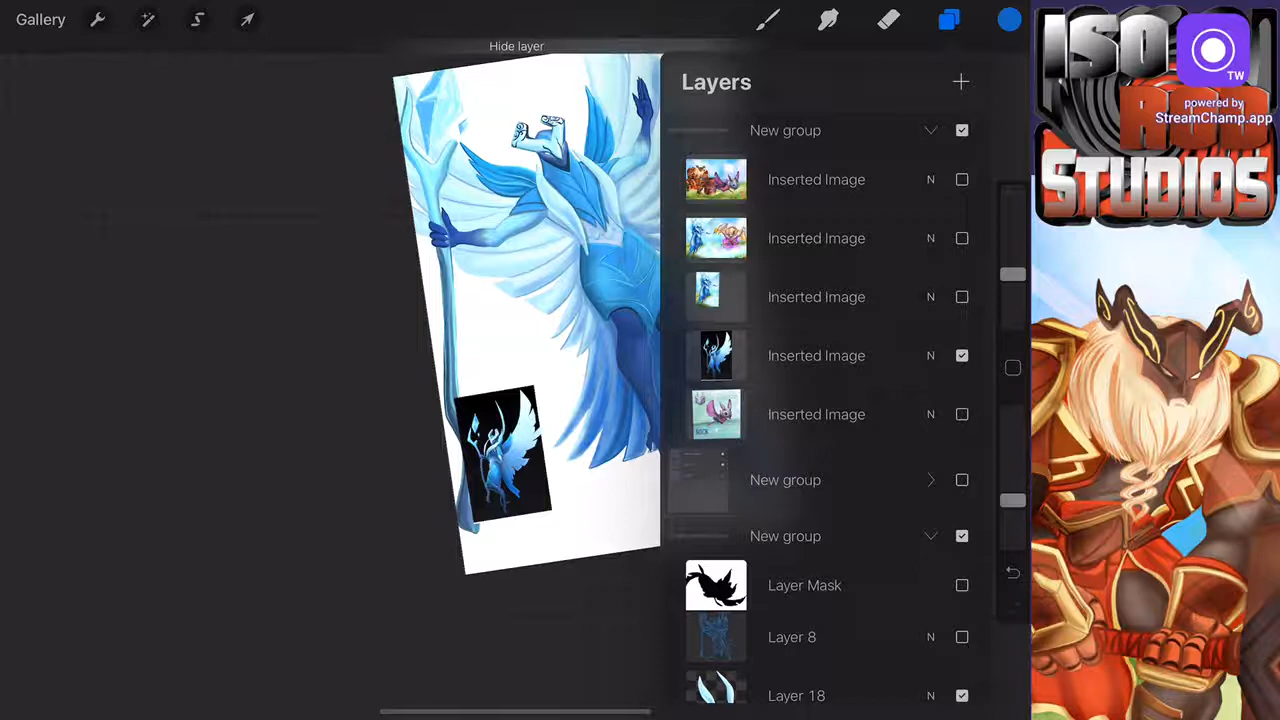 Gallery
Hide layer
Layers
New group
Inserted Image N
Inserted Image N
Inserted Image N
Inserted Image N
Inserted Image N
New group
New group
Layer Mask
Layer 8 N
Layer 18 N
ISO
ROD
STUDIOS
TW
powered by
StreamChamp.app